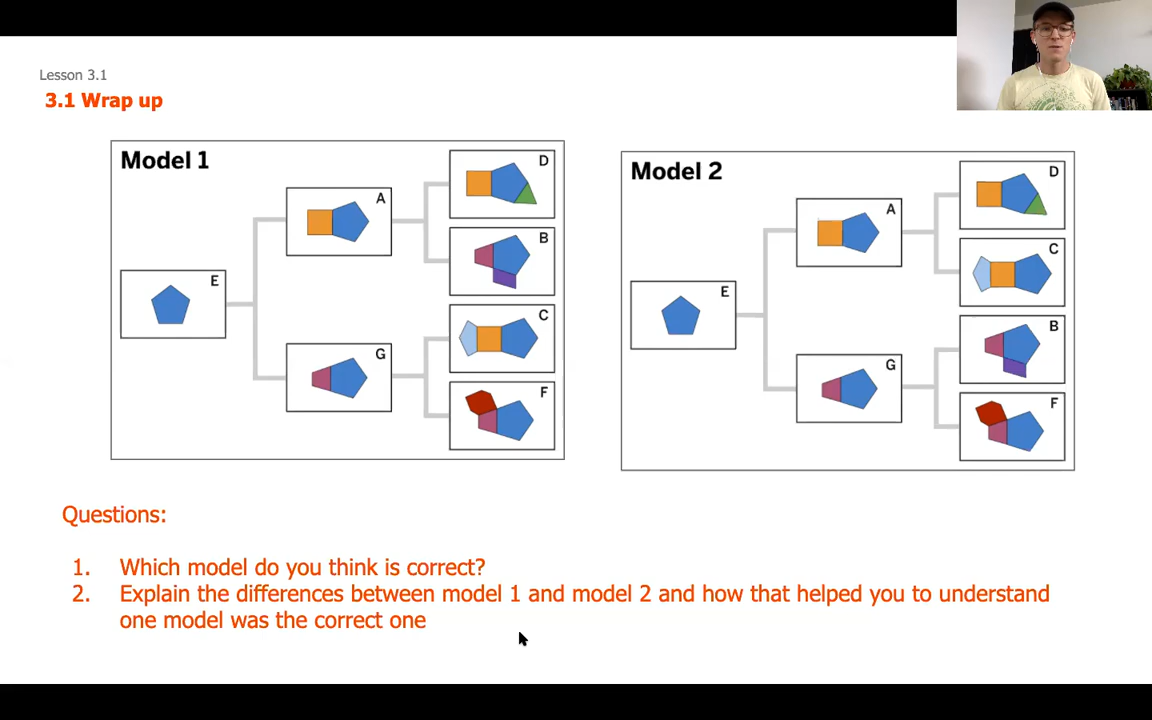 Lesson 3.1
3.1 Wrap up
Model 1
E
A
G
D
B
C
F
Model 2
E
A
G
D
C
B
F
Questions:
1. Which model do you think is correct?
2. Explain the differences between model 1 and model 2 and how that helped you to understand
one model was the correct one